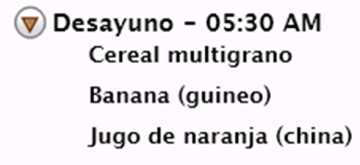 Desayuno - 05:30 AM
Cereal multigrano
Banana (guineo)
Jugo de naranja (china)